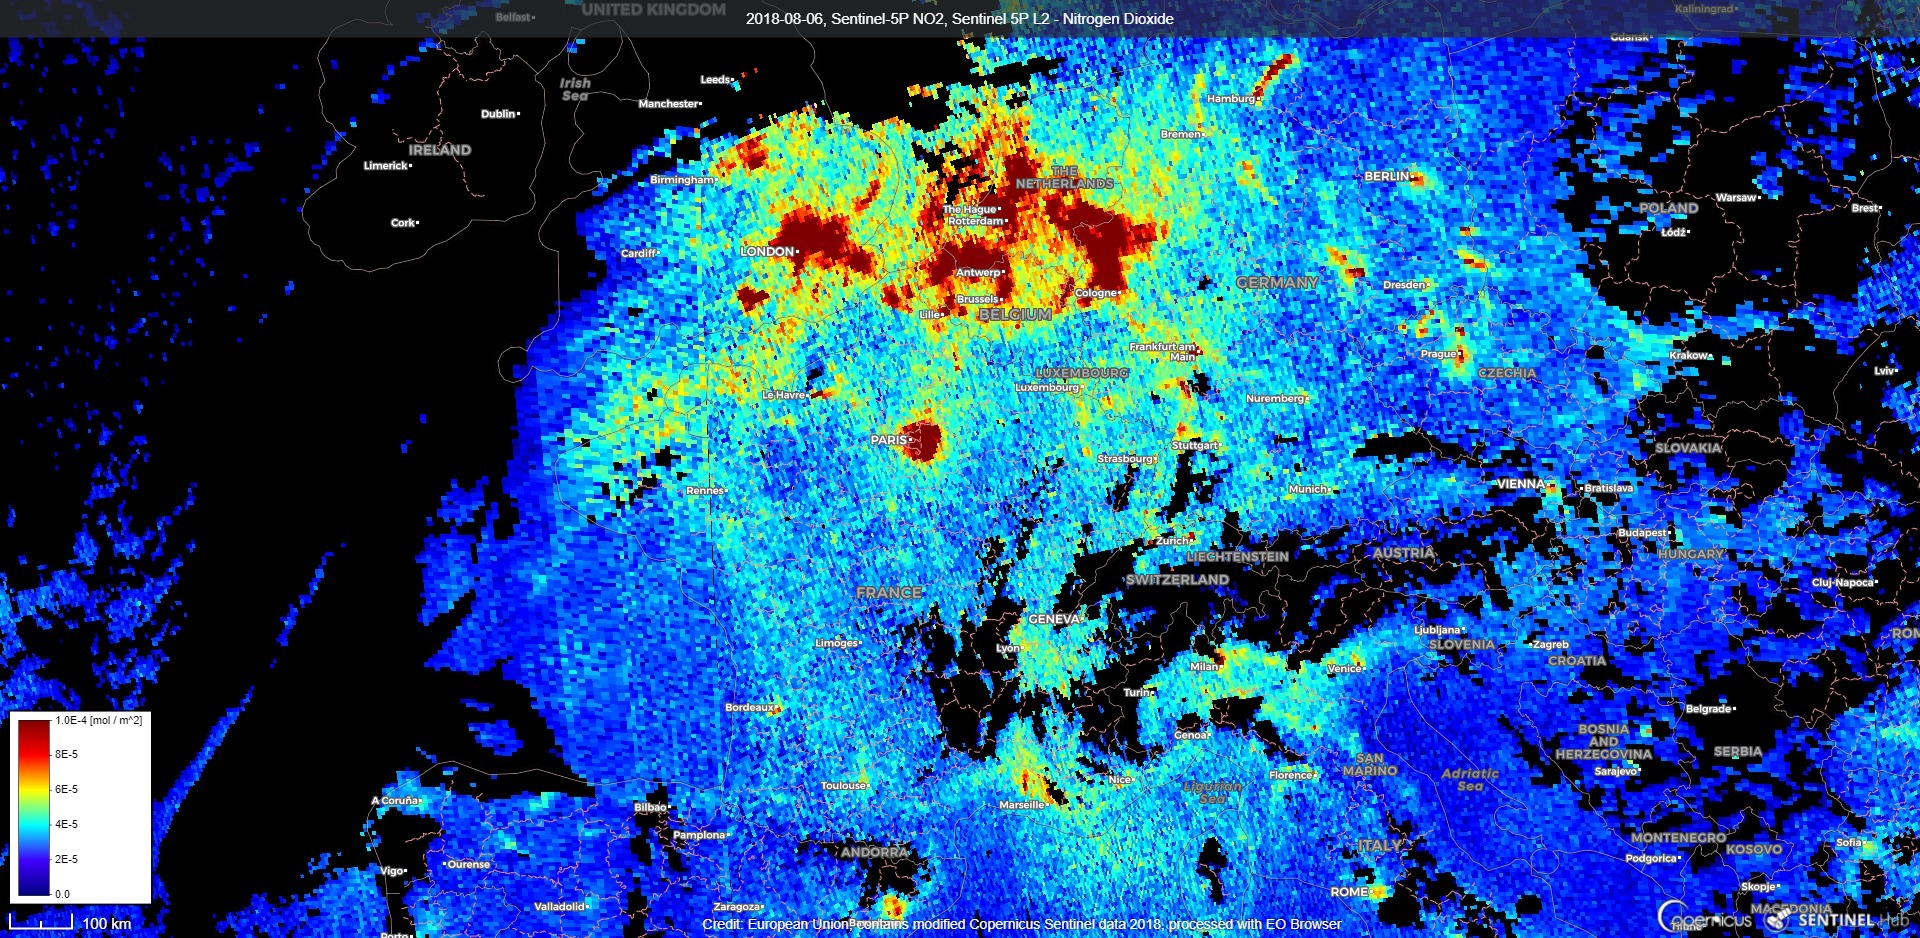 UNITED KINGDOM
Belfast
2018-08-06, Sentinel-5P NO2, Sentinel 5P L2 - Nitrogen Dioxide
Kaliningrad
Gdansk
Irish
Sea
Leeds
Manchester
Hamburg
Dublin
Bremen
IRELAND
Limerick
Birmingham
THE
NETHERLANDS
BERLIN
Warsaw
POLAND
Brest
Cork
The Hague
Rotterdam
Łódź
LONDON
Cardiff
Antwerp
GERMANY
Dresden
Cologne
Brussels
Lille
BELGIUM
Frankfurt am
Main
Prague
Krakow
LUXEMBOURG
Luxembourg
CZECHIA
Lviv
Le Havre
Nuremberg
PARIS
Stuttgart
SLOVAKIA
Strasbourg
Rennes
Munich
VIENNA
Bratislava
Zurich
Budapest
LIECHTENSTEIN
AUSTRIA
HUNGARY
SWITZERLAND
Cluj-Napoca
FRANCE
GENEVA
Ljubljana
ROM
Limoges
Lyon
SLOVENIA
Zagreb
CROATIA
Milan
Venice
Turin
Bordeaux
Belgrade
Genoa
BOSNIA
AND
HERZEGOVINA
SERBIA
SAN
MARINO
Sarajevo
Adriatic
Sea
Florence
Nice
Toulouse
Ligurian
Sea
Marseille
A Coruña
Bilbao
Pamplona
MONTENEGRO
KOSOVO
Sofia
ANDORRA
ITALY
Podgorica
Ourense
Vigo
Skopje
ROME
Valladolid
Zaragoza
MACEDONIA
1.0E-4 [mol / m^2]
8E-5
6E-5
4E-5
2E-5
0.0
100 km
Porto
Credit: European Union, contains modified Copernicus Sentinel data 2018, processed with EO Browser
opernicus
SENTINEL Hub